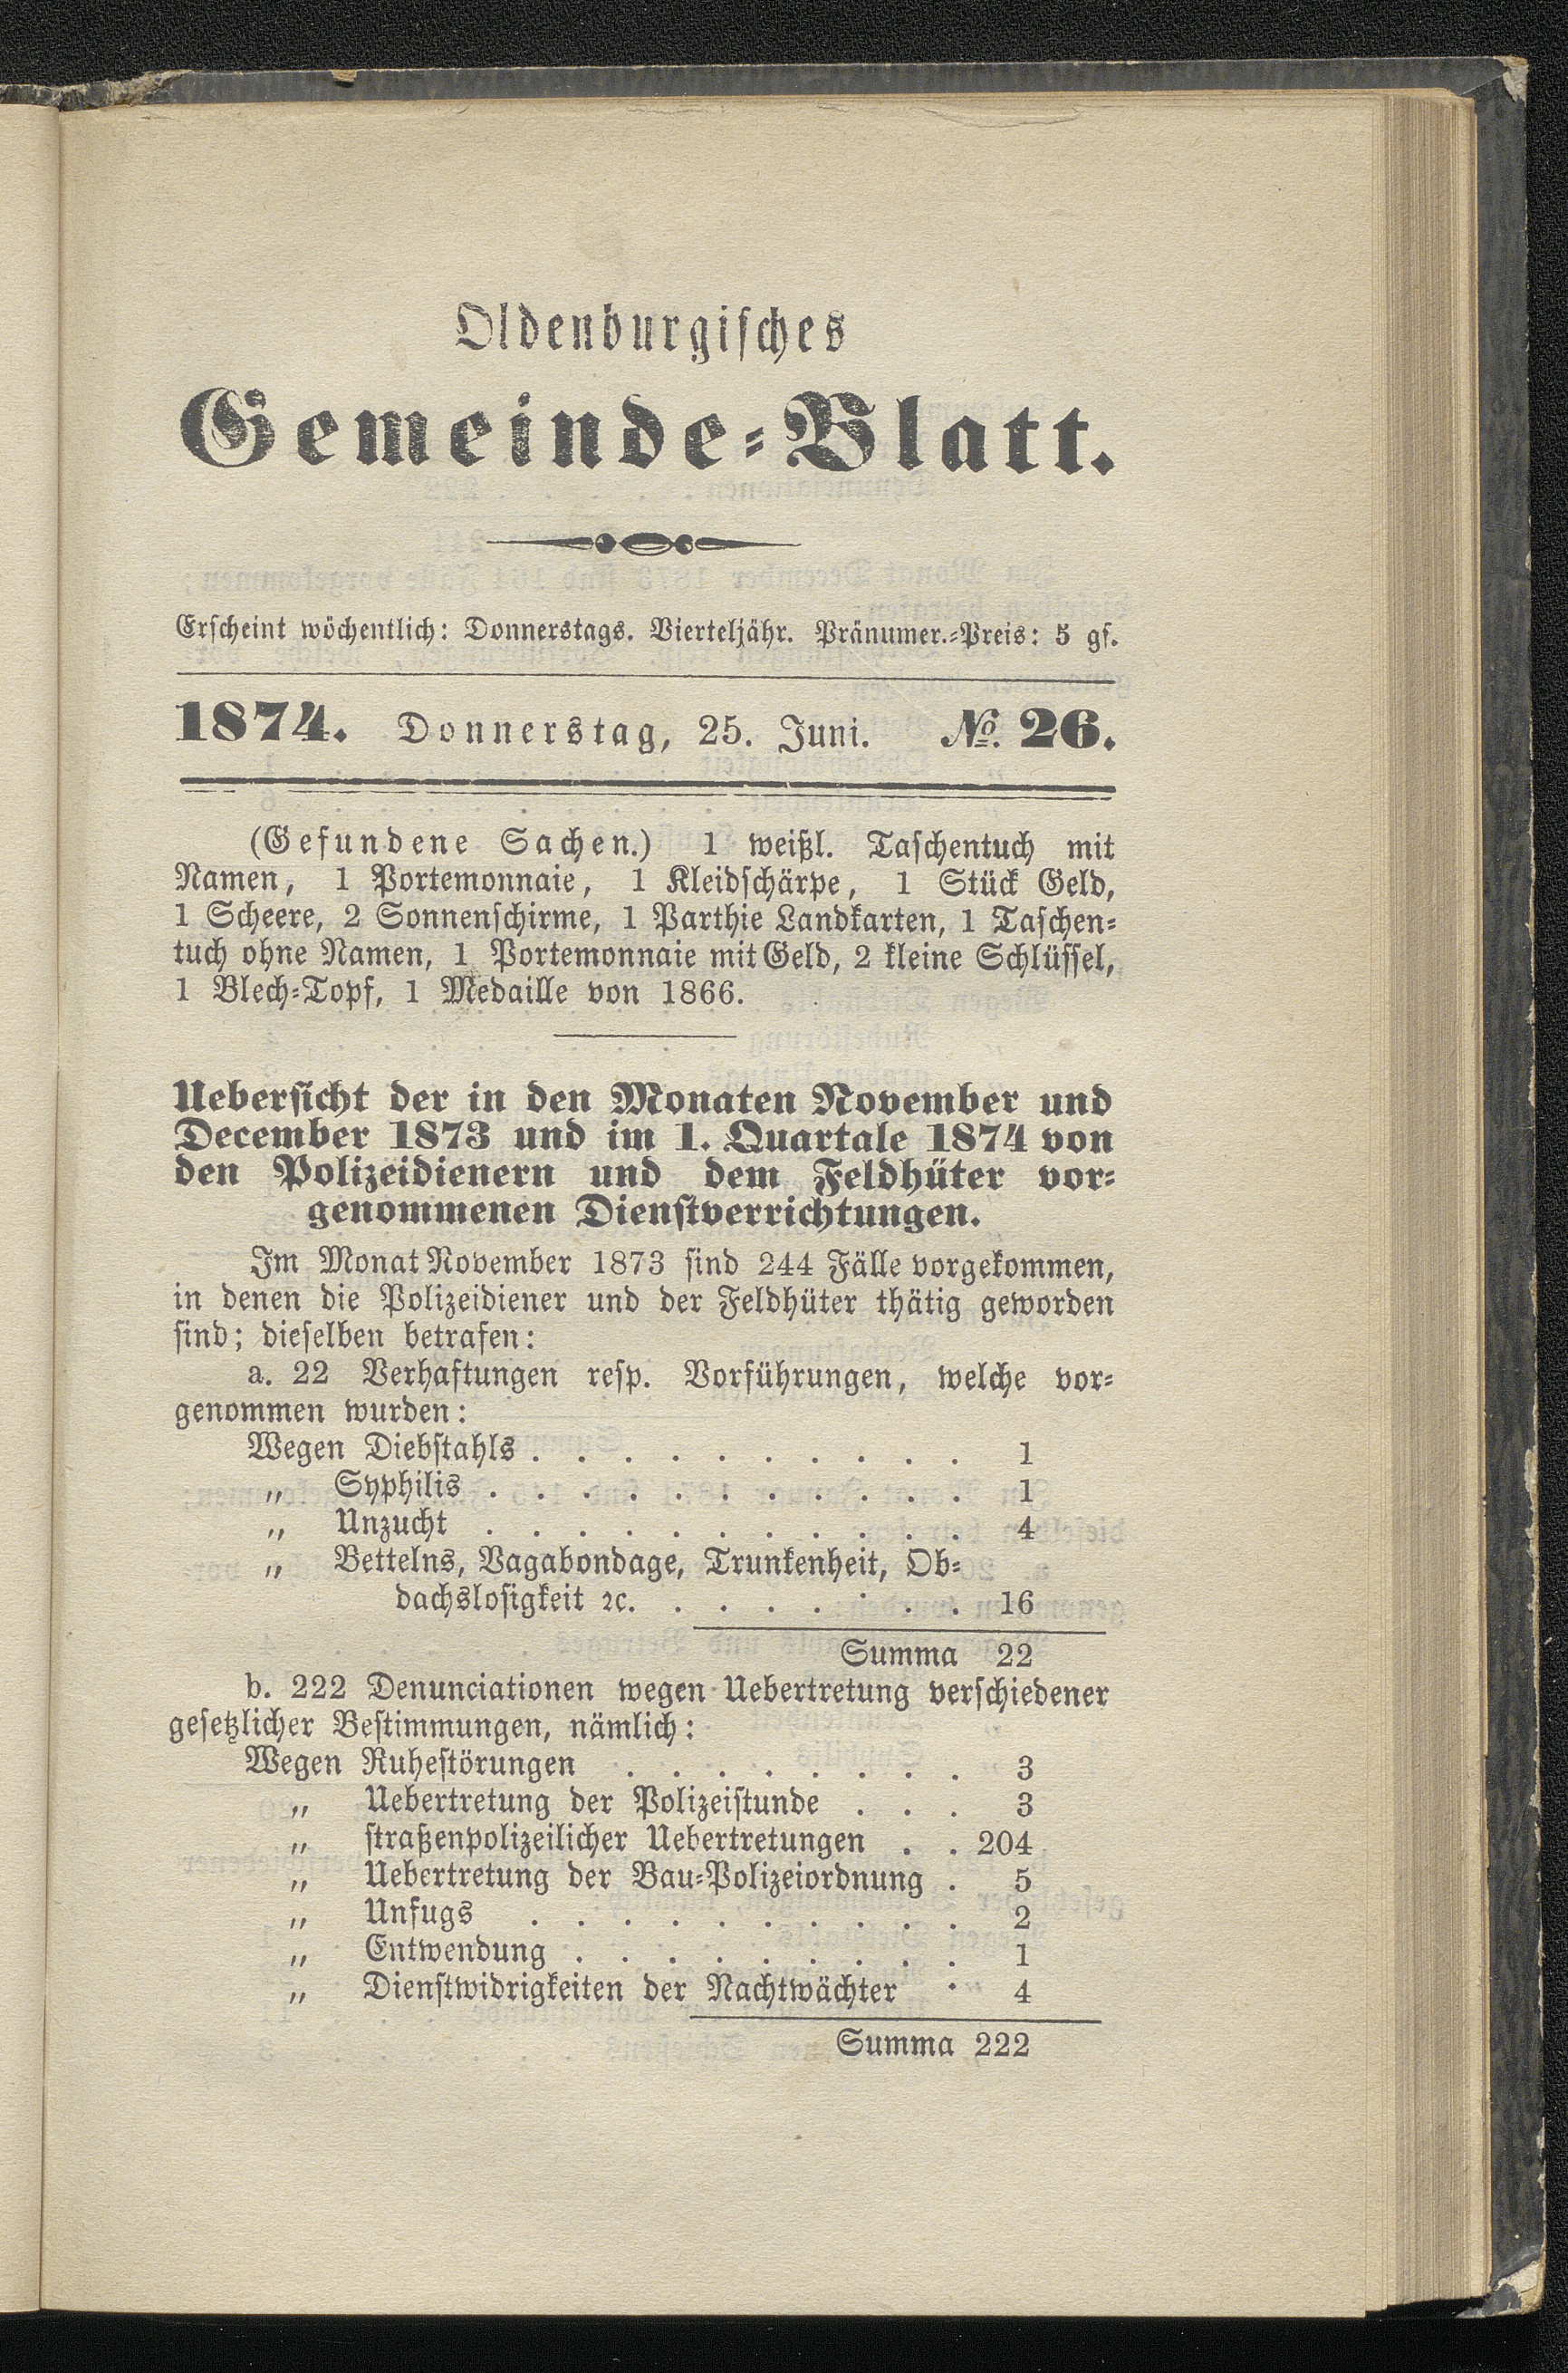 Oldenburgisches
Gemeinde-Blatt.
Erscheint wöchentlich: Donnerstags. Vierteljähr. Pränumer.-Preis: 5 gs.
1874. Donnerstag, 25. Juni. No. 26.
(Gefundene Sachen.) 1 weißl. Taschentuch mit
Namen, 1 Portemonnaie, 1 Kleidschärpe, 1 Stück Geld,
1 Scheere, 2 Sonnenschirme, 1 Parthie Landkarten, 1 Taschen-
tuch ohne Namen, 1 Portemonnaie mit Geld, 2 kleine Schlüssel,
1 Blech-Topf, 1 Medaille von 1866.
Uebersicht der in den Monaten November und
December 1873 und im 1. Quartale 1874 von
den Polizeidienern und dem Feldhüter vor-
genommenen Dienstverrichtungen.
Im Monat November 1873 sind 244 Fälle vorgekommen,
in denen die Polizeidiener und der Feldhüter thätig geworden
sind; dieselben betrafen:
a. 22 Verhaftungen resp. Vorführungen, welche vor-
genommen wurden:
Wegen Diebstahls . . . . . . . . . . 1
„ Syphilis . . . . . . . . . . . 1
„ Unzucht . . . . . . . . . . . 4
„ Bettelns, Vagabondage, Trunkenheit, Ob-
dachslosigkeit ꝛc. . . . . . . . 16
Summa 22
b. 222 Denunciationen wegen Uebertretung verschiedener
gesetzlicher Bestimmungen, nämlich:
Wegen Ruhestörungen . . . . . . . . 3
„ Uebertretung der Polizeistunde . . . 3
„ straßenpolizeilicher Uebertretungen . . 204
„ Uebertretung der Bau-Polizeiordnung . 5
„ Unfugs . . . . . . . . . . 2
„ Entwendung . . . . . . . . . 1
„ Dienstwidrigkeiten der Nachtwächter . 4
Summa 222